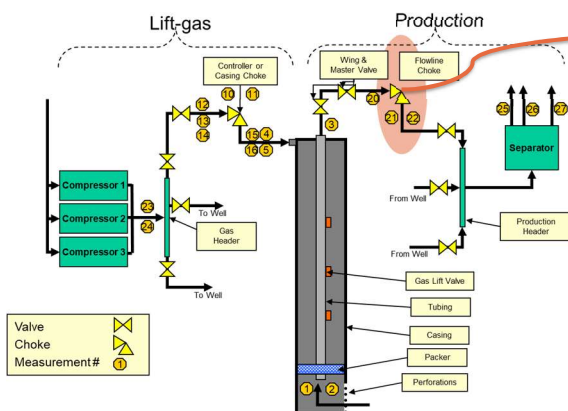 Lift-gas
Production
Controller or
Casing Choke
Wing &
Master Valve
Flowline
Choke
10
11
12
13
14
15
4
16
5
3
20
21
22
25
26
27
Separator
Compressor 1
Compressor 2
Compressor 3
23
24
To Well
To Well
Gas
Header
From Well
From Well
Production
Header
Gas Lift Valve
Tubing
Casing
Packer
Perforations
1
2
Valve
Choke
Measurement #
1